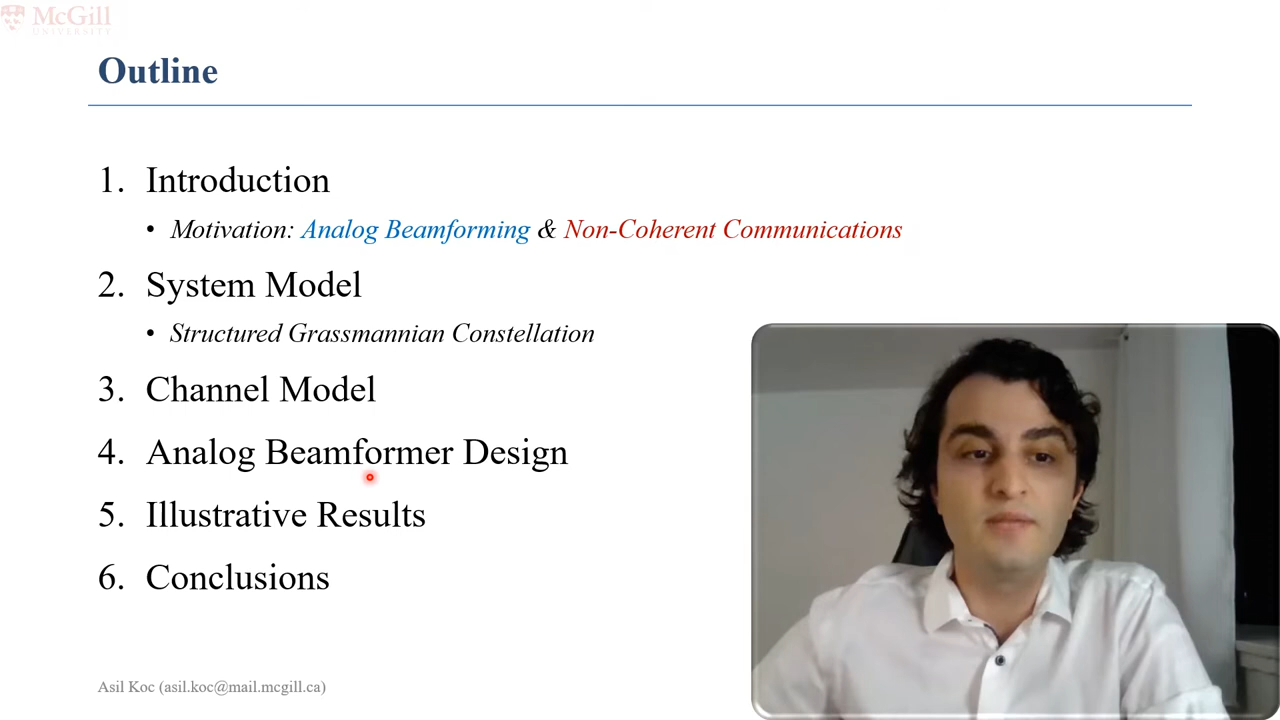 McGill
UNIVERSITY
Outline
1. Introduction
• Motivation: Analog Beamforming & Non-Coherent Communications
2. System Model
• Structured Grassmannian Constellation
3. Channel Model
4. Analog Beamformer Design
5. Illustrative Results
6. Conclusions
Asil Koc (asil.koc@mail.mcgill.ca)